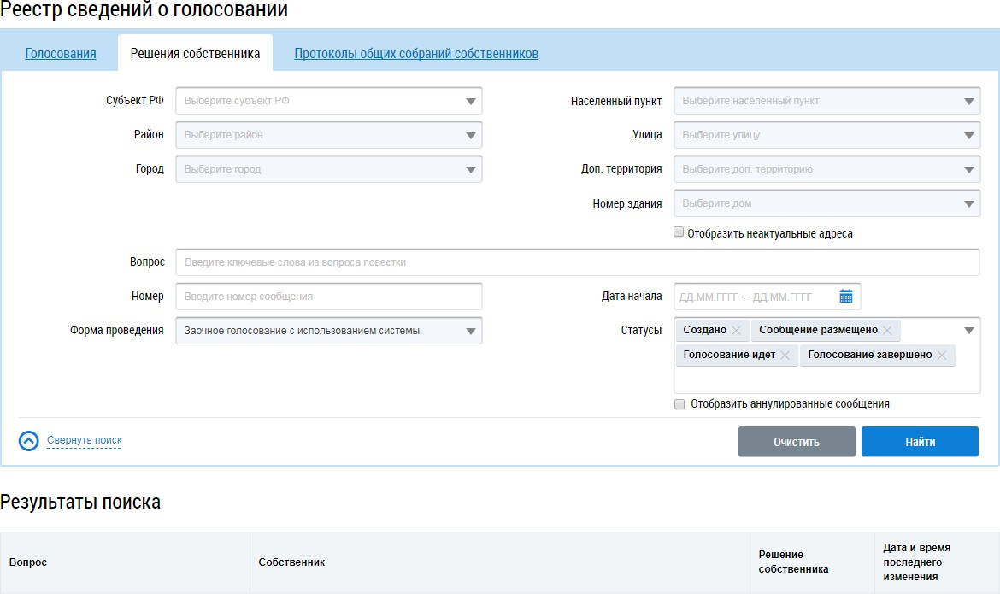 Реестр сведений о голосовании
Голосования Решения собственника Протоколы общих собраний собственников
Субъект РФ Выберите субъект РФ Населенный пункт Выберите населенный пункт
Район Выберите район Улица Выберите улицу
Город Выберите город Доп. территория Выберите доп. территорию
Номер здания Выберите дом
Отобразить неактуальные адреса
Вопрос Введите ключевые слова из вопроса повестки
Номер Введите номер сообщения Дата начала ДД.ММ.ГГГГ - ДД.ММ.ГГГГ
Форма проведения Заочное голосование с использованием системы Статусы Создано Сообщение размещено
Голосование идет Голосование завершено
Отобразить аннулированные сообщения
Свернуть поиск Очистить Найти
Результаты поиска
Вопрос Собственник Решение собственника Дата и время последнего изменения